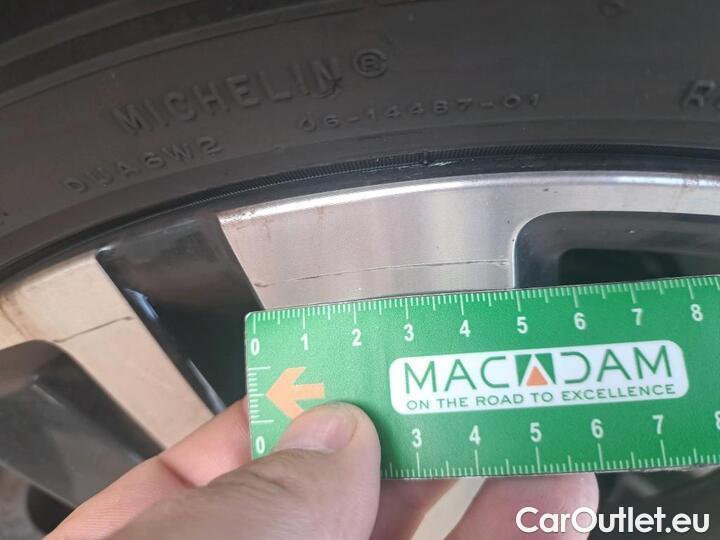 MICHELIN®
06-14487-01
DUA6W2
R
0 1 2 3 4 5 6 7 8
MACADAM
ON THE ROAD TO EXCELLENCE
0 3 4 5 6 7 8
CarOutlet.eu